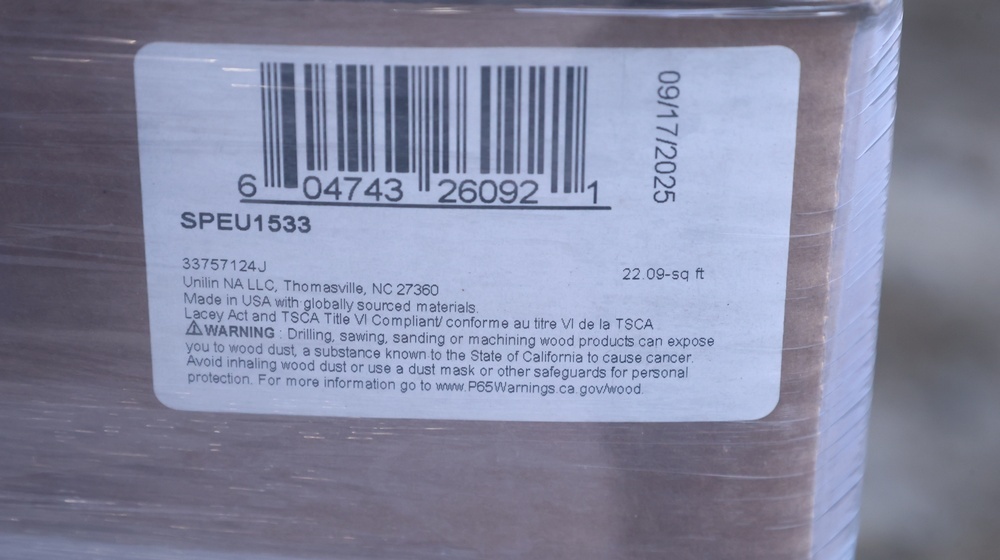 6 04743 26092 1
09/17/2025
SPEU1533
33757124J
22.09-sq ft
Unilin NA LLC, Thomasville, NC 27360
Made in USA with globally sourced materials.
Lacey Act and TSCA Title VI Compliant/ conforme au titre VI de la TSCA
⚠WARNING : Drilling, sawing, sanding or machining wood products can expose
you to wood dust, a substance known to the State of California to cause cancer.
Avoid inhaling wood dust or use a dust mask or other safeguards for personal
protection. For more information go to www.P65Warnings.ca.gov/wood.